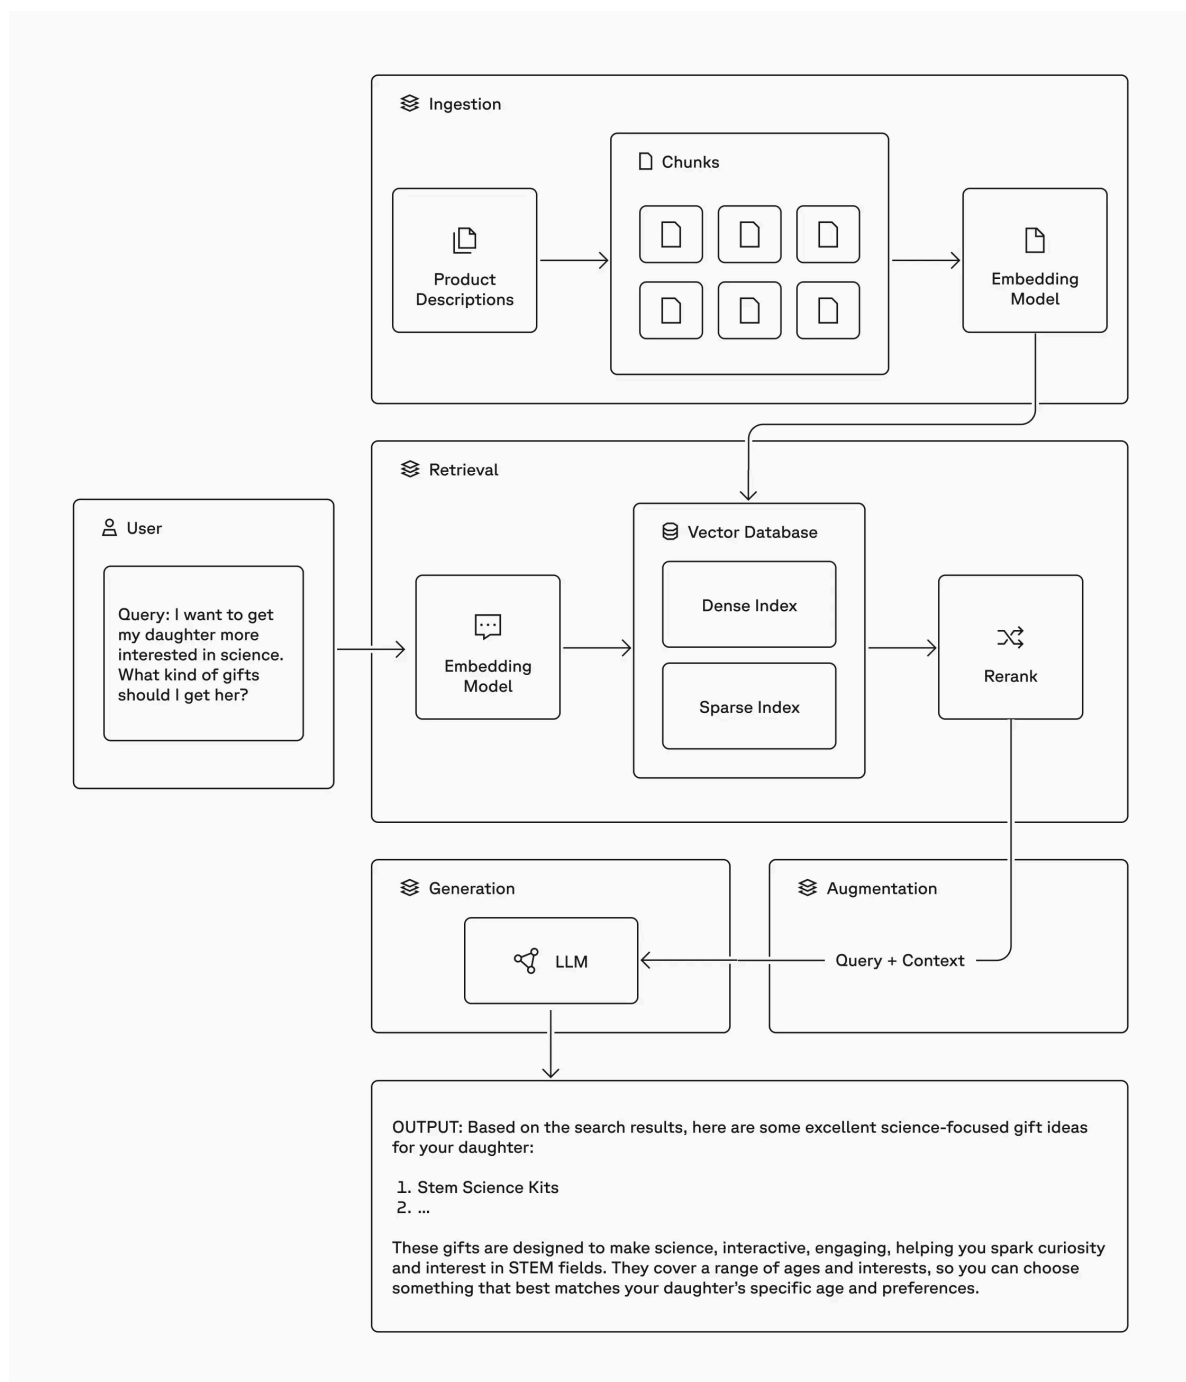 Ingestion
Chunks
Product
Descriptions
Embedding
Model
Retrieval
User
Query: I want to get
my daughter more
interested in science.
What kind of gifts
should I get her?
Embedding
Model
Vector Database
Dense Index
Sparse Index
Rerank
Generation
LLM
Augmentation
Query + Context
OUTPUT: Based on the search results, here are some excellent science-focused gift ideas
for your daughter:
1. Stem Science Kits
2. ...
These gifts are designed to make science, interactive, engaging, helping you spark curiosity
and interest in STEM fields. They cover a range of ages and interests, so you can choose
something that best matches your daughter's specific age and preferences.